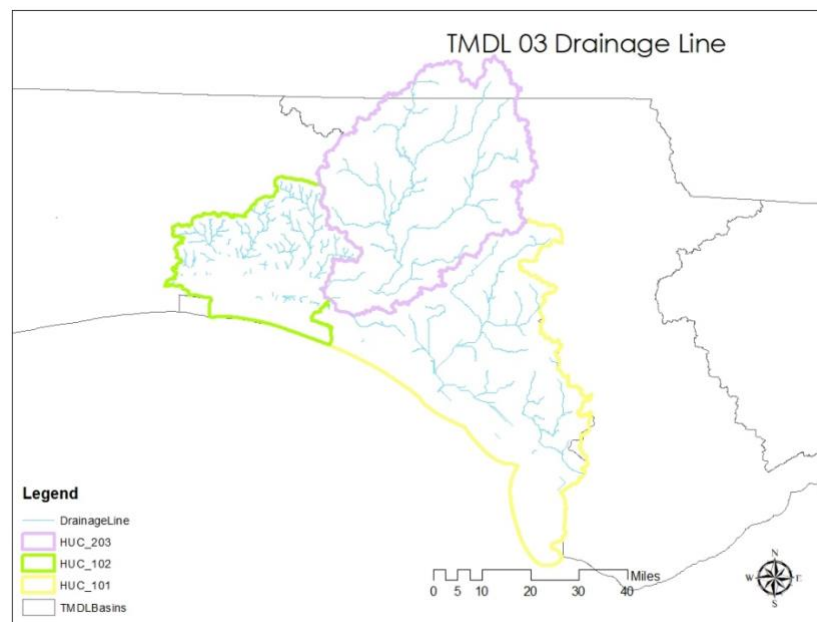 TMDL 03 Drainage Line
Legend
DrainageLine
HUC_203
HUC_102
HUC_101
TMDLBasins
Miles
0 5 10 20 30 40
N
W E
S